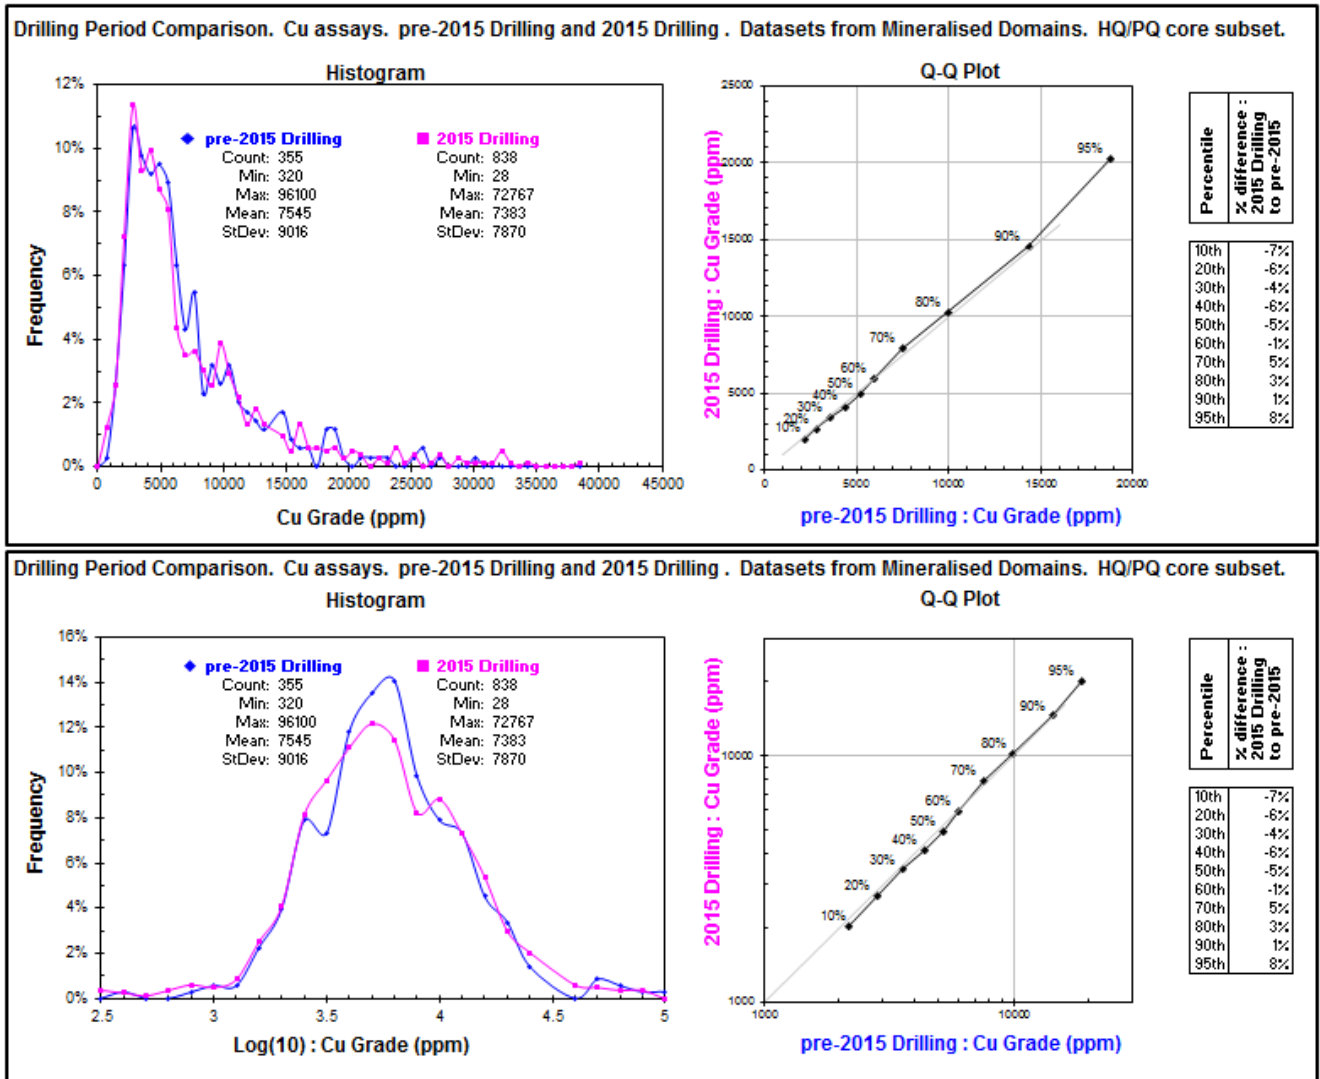 Drilling Period Comparison. Cu assays. pre-2015 Drilling and 2015 Drilling . Datasets from Mineralised Domains. HQ/PQ core subset.
Histogram
12%
10%
8%
6%
4%
2%
0%
Frequency
pre-2015 Drilling
Count: 355
Min: 320
Max: 96100
Mean: 7545
StDev: 9016
2015 Drilling
Count: 838
Min: 28
Max: 72767
Mean: 7383
StDev: 7870
0 5000 10000 15000 20000 25000 30000 35000 40000 45000
Cu Grade (ppm)
Q-Q Plot
25000
20000
15000
10000
5000
0
2015 Drilling : Cu Grade (ppm)
95%
90%
80%
70%
60%
50%
40%
30%
20%
10%
0 5000 10000 15000 20000
pre-2015 Drilling : Cu Grade (ppm)
Percentile
% difference :
2015 Drilling
to pre-2015
10th -7%
20th -6%
30th -4%
40th -6%
50th -5%
60th -1%
70th 5%
80th 3%
90th 1%
95th 8%
Drilling Period Comparison. Cu assays. pre-2015 Drilling and 2015 Drilling . Datasets from Mineralised Domains. HQ/PQ core subset.
Histogram
16%
14%
12%
10%
8%
6%
4%
2%
0%
Frequency
pre-2015 Drilling
Count: 355
Min: 320
Max: 96100
Mean: 7545
StDev: 9016
2015 Drilling
Count: 838
Min: 28
Max: 72767
Mean: 7383
StDev: 7870
2.5 3 3.5 4 4.5 5
Log(10) : Cu Grade (ppm)
Q-Q Plot
10000
1000
2015 Drilling : Cu Grade (ppm)
95%
90%
80%
70%
60%
50%
40%
30%
20%
10%
1000 10000
pre-2015 Drilling : Cu Grade (ppm)
Percentile
% difference :
2015 Drilling
to pre-2015
10th -7%
20th -6%
30th -4%
40th -6%
50th -5%
60th -1%
70th 5%
80th 3%
90th 1%
95th 8%